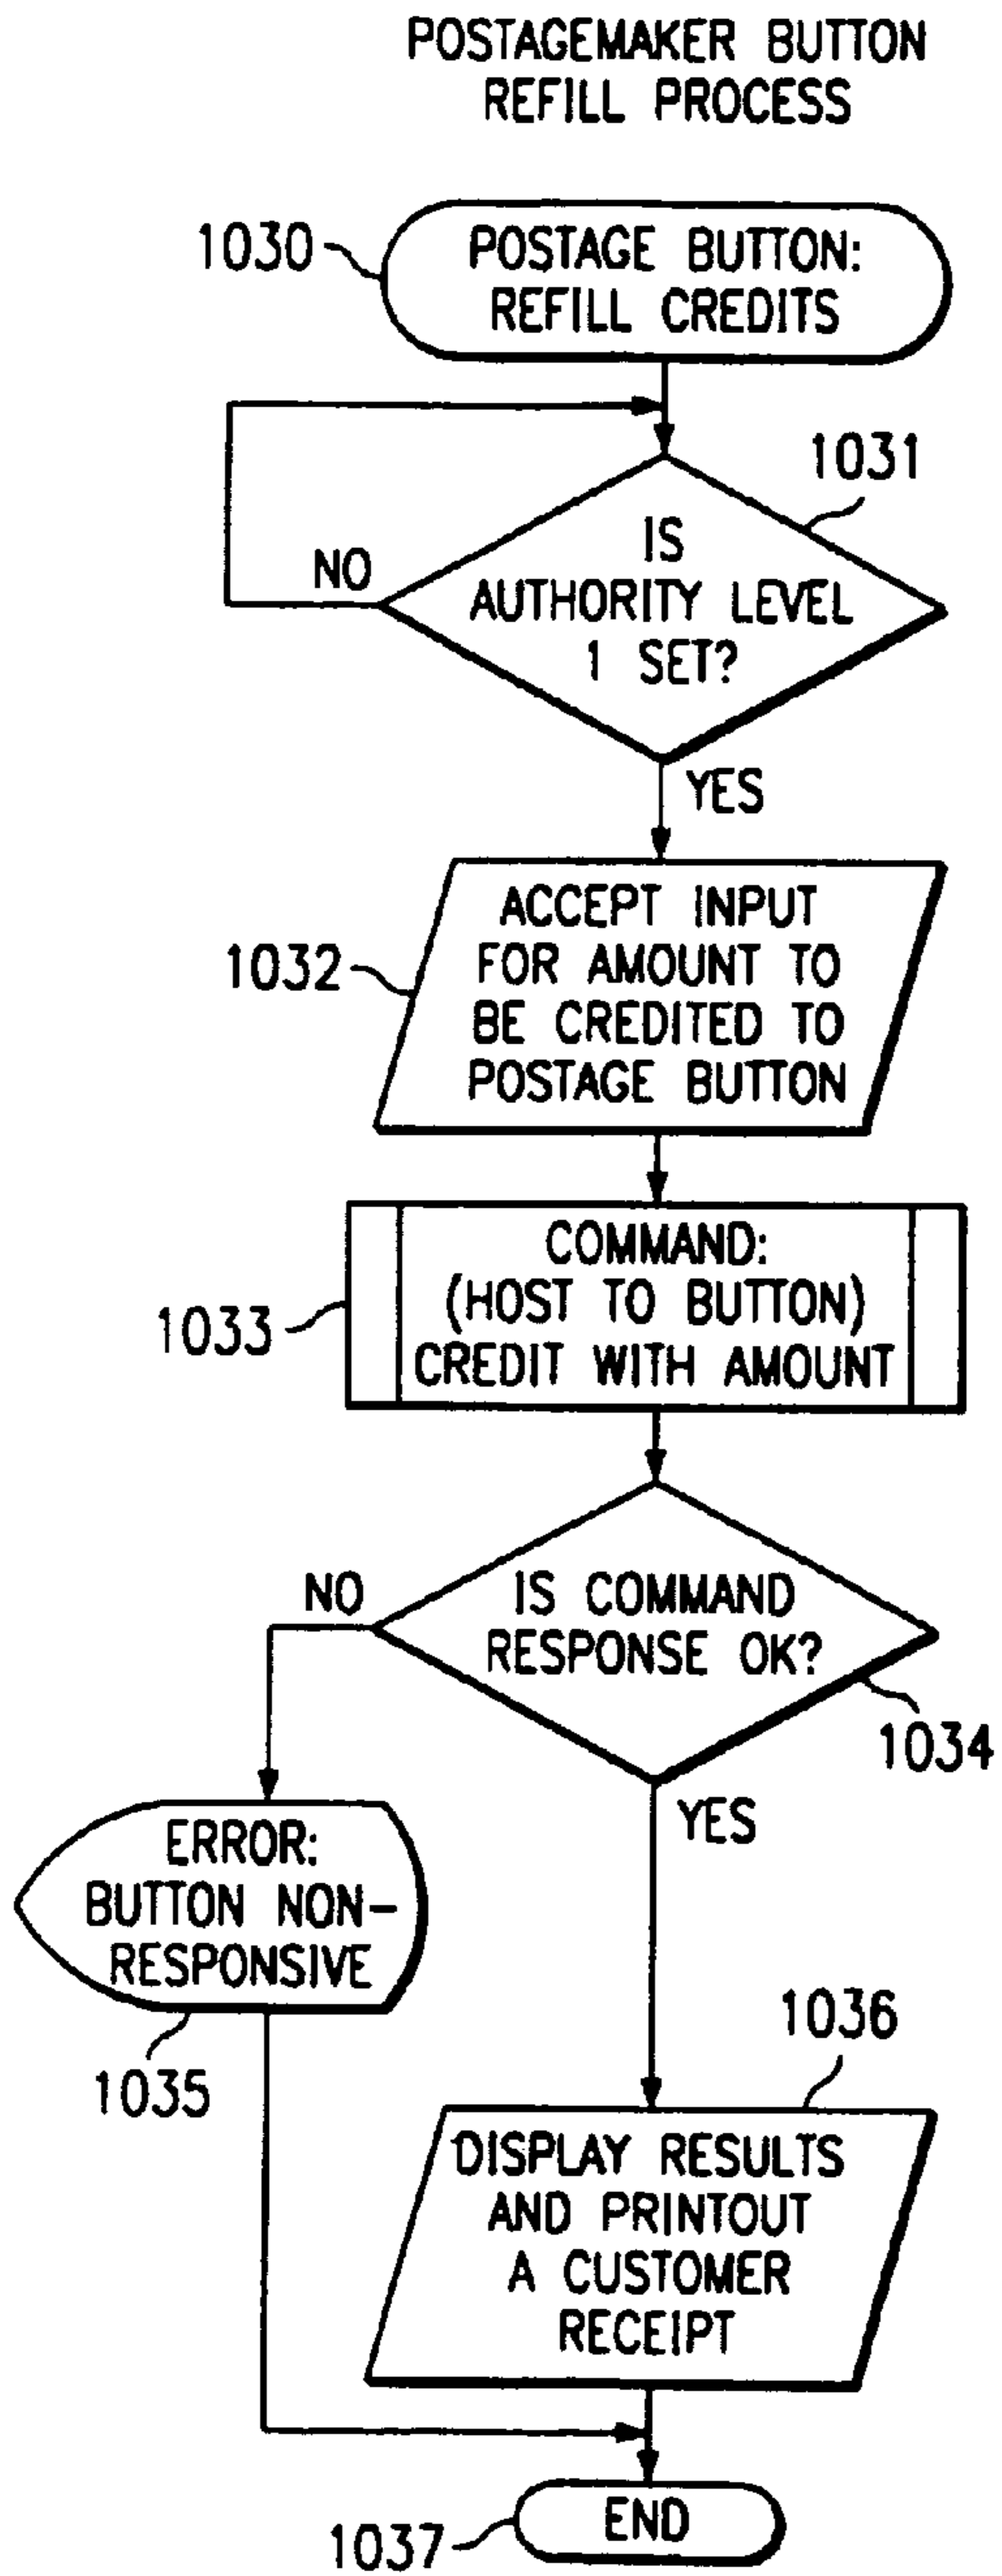 POSTAGEMAKER BUTTON
REFILL PROCESS
1030
POSTAGE BUTTON:
REFILL CREDITS
1031
IS
AUTHORITY LEVEL
1 SET?
NO
YES
1032
ACCEPT INPUT
FOR AMOUNT TO
BE CREDITED TO
POSTAGE BUTTON
1033
COMMAND:
(HOST TO BUTTON)
CREDIT WITH AMOUNT
NO
IS COMMAND
RESPONSE OK?
1034
YES
ERROR:
BUTTON NON-
RESPONSIVE
1035
1036
DISPLAY RESULTS
AND PRINTOUT
A CUSTOMER
RECEIPT
END
1037